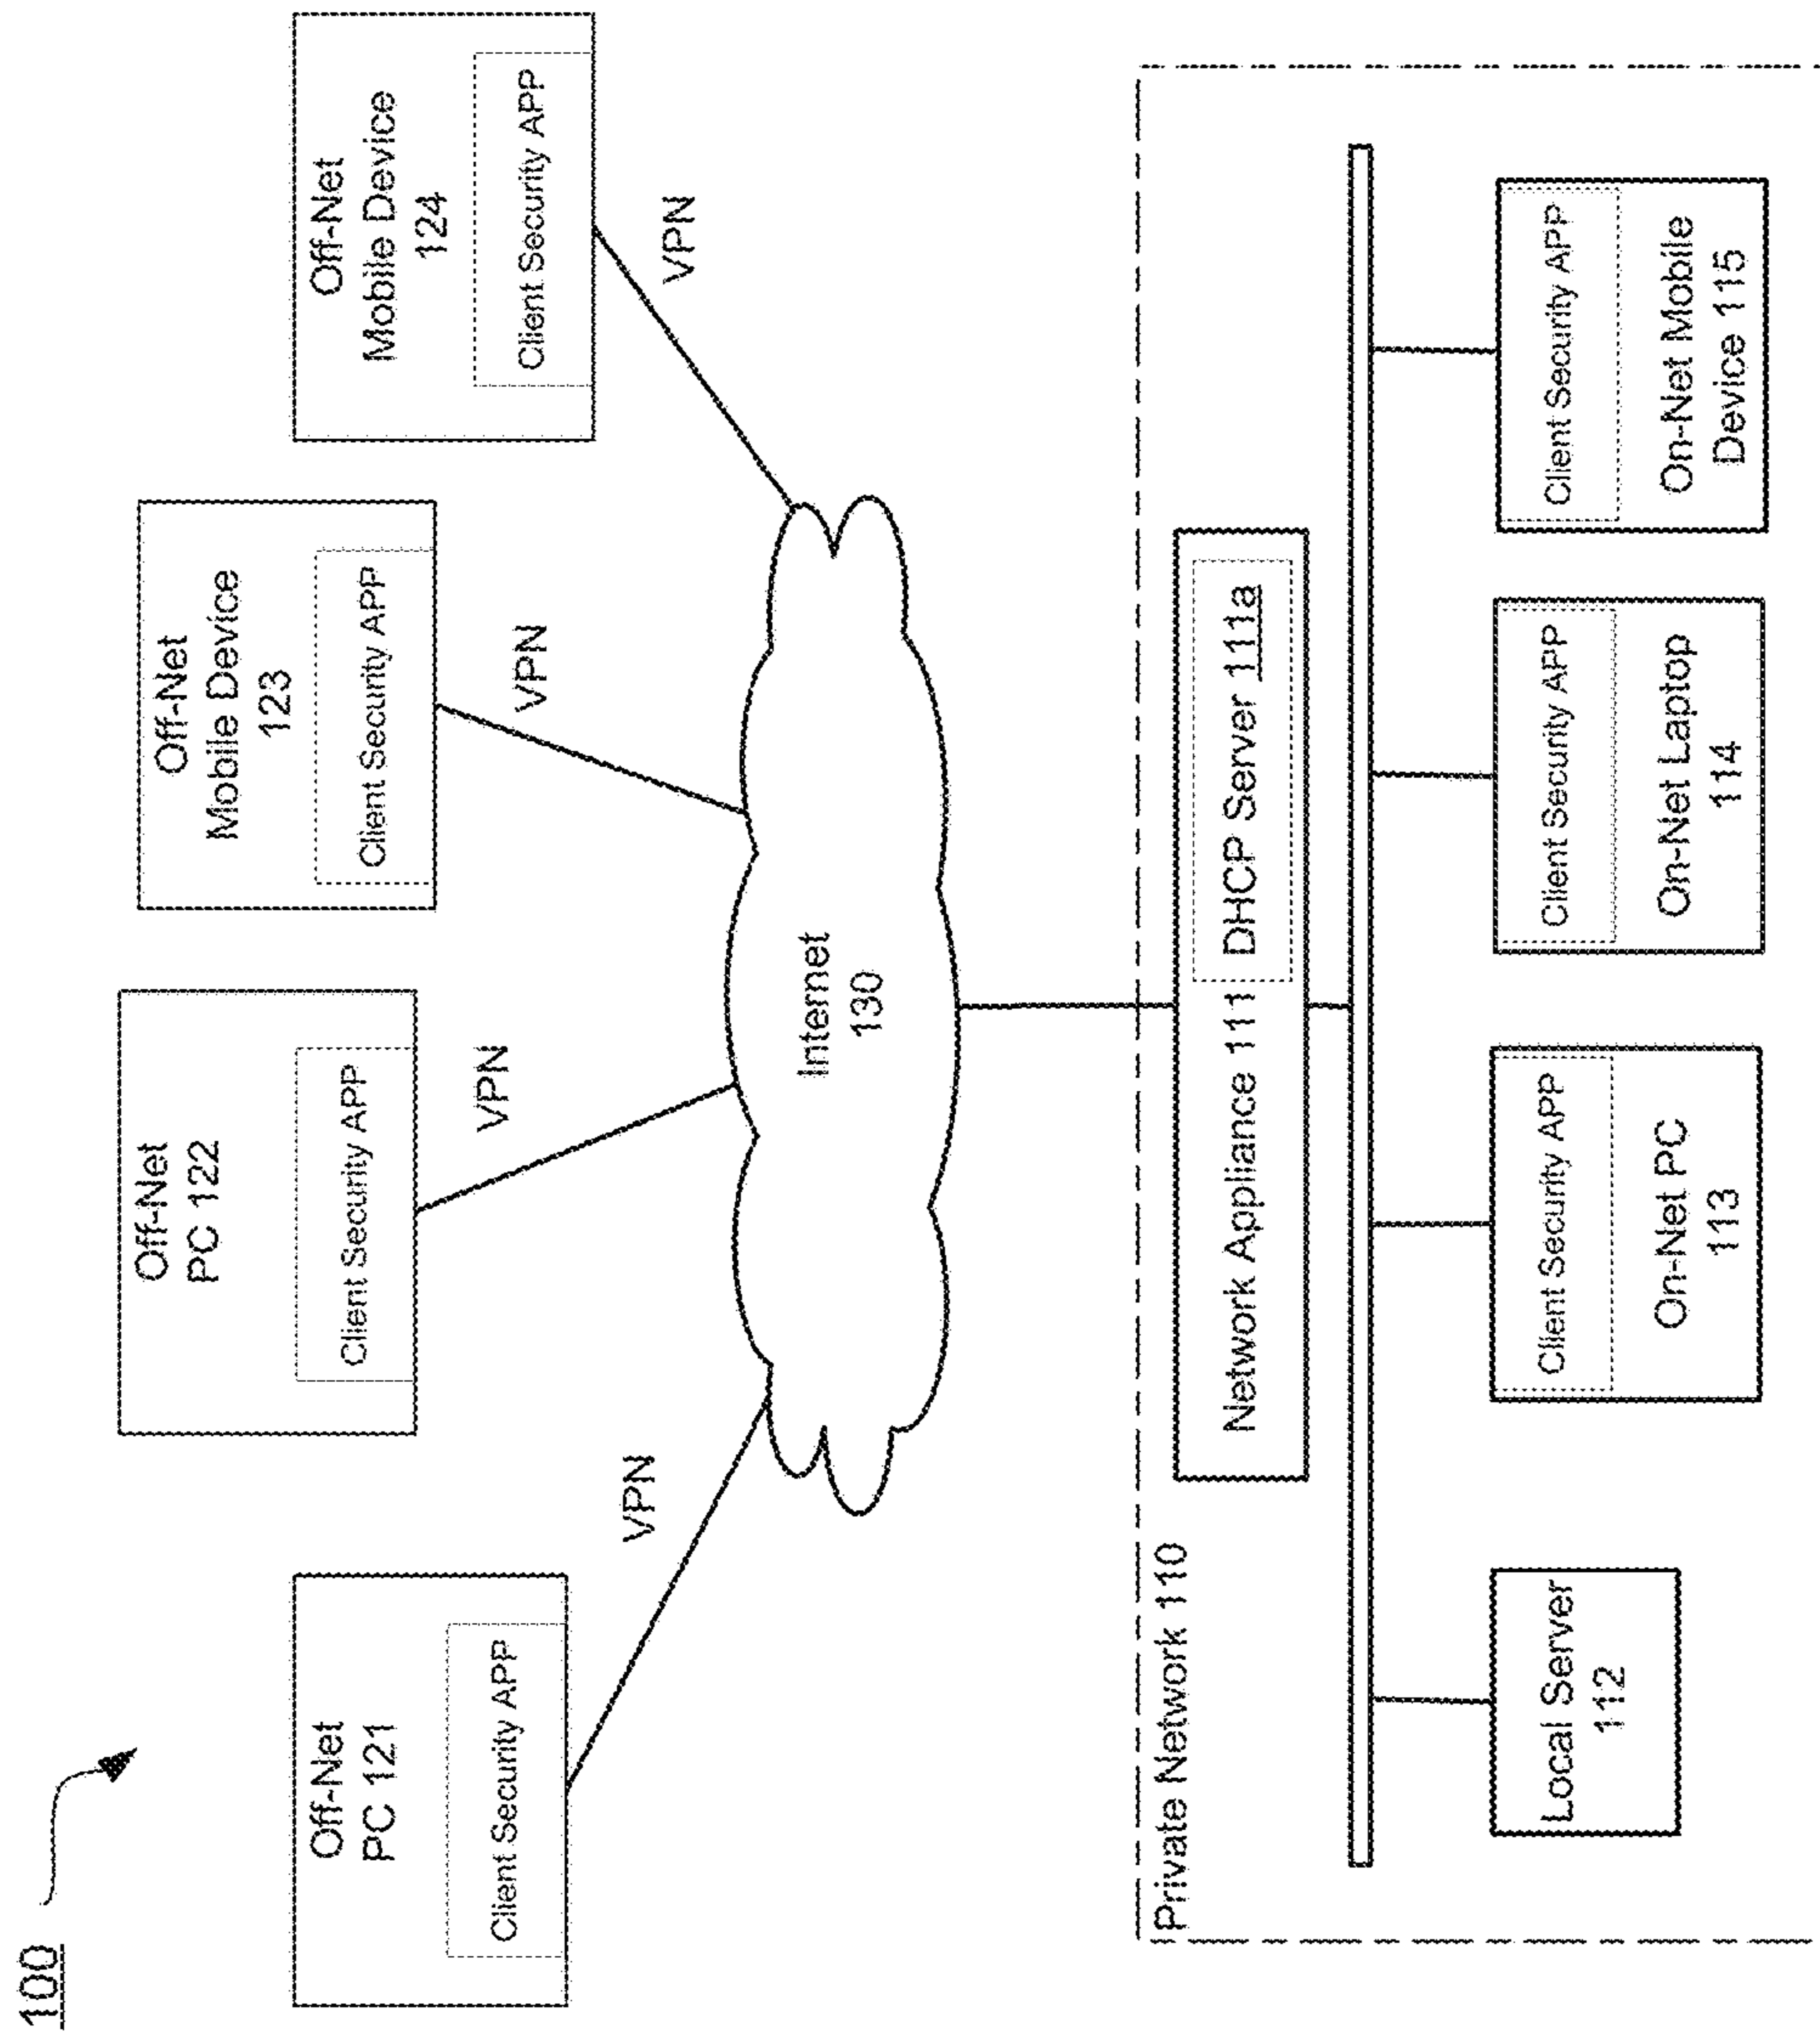 100
Off-Net
PC 121
Client Security APP
VPN
Off-Net
PC 122
Client Security APP
VPN
Off-Net
Mobile Device
123
Client Security APP
VPN
Off-Net
Mobile Device
124
Client Security APP
VPN
Internet
130
Private Network 110
Network Appliance 111
DHCP Server 111a
Local Server
112
Client Security APP
On-Net PC
113
Client Security APP
On-Net Laptop
114
Client Security APP
On-Net Mobile
Device 115